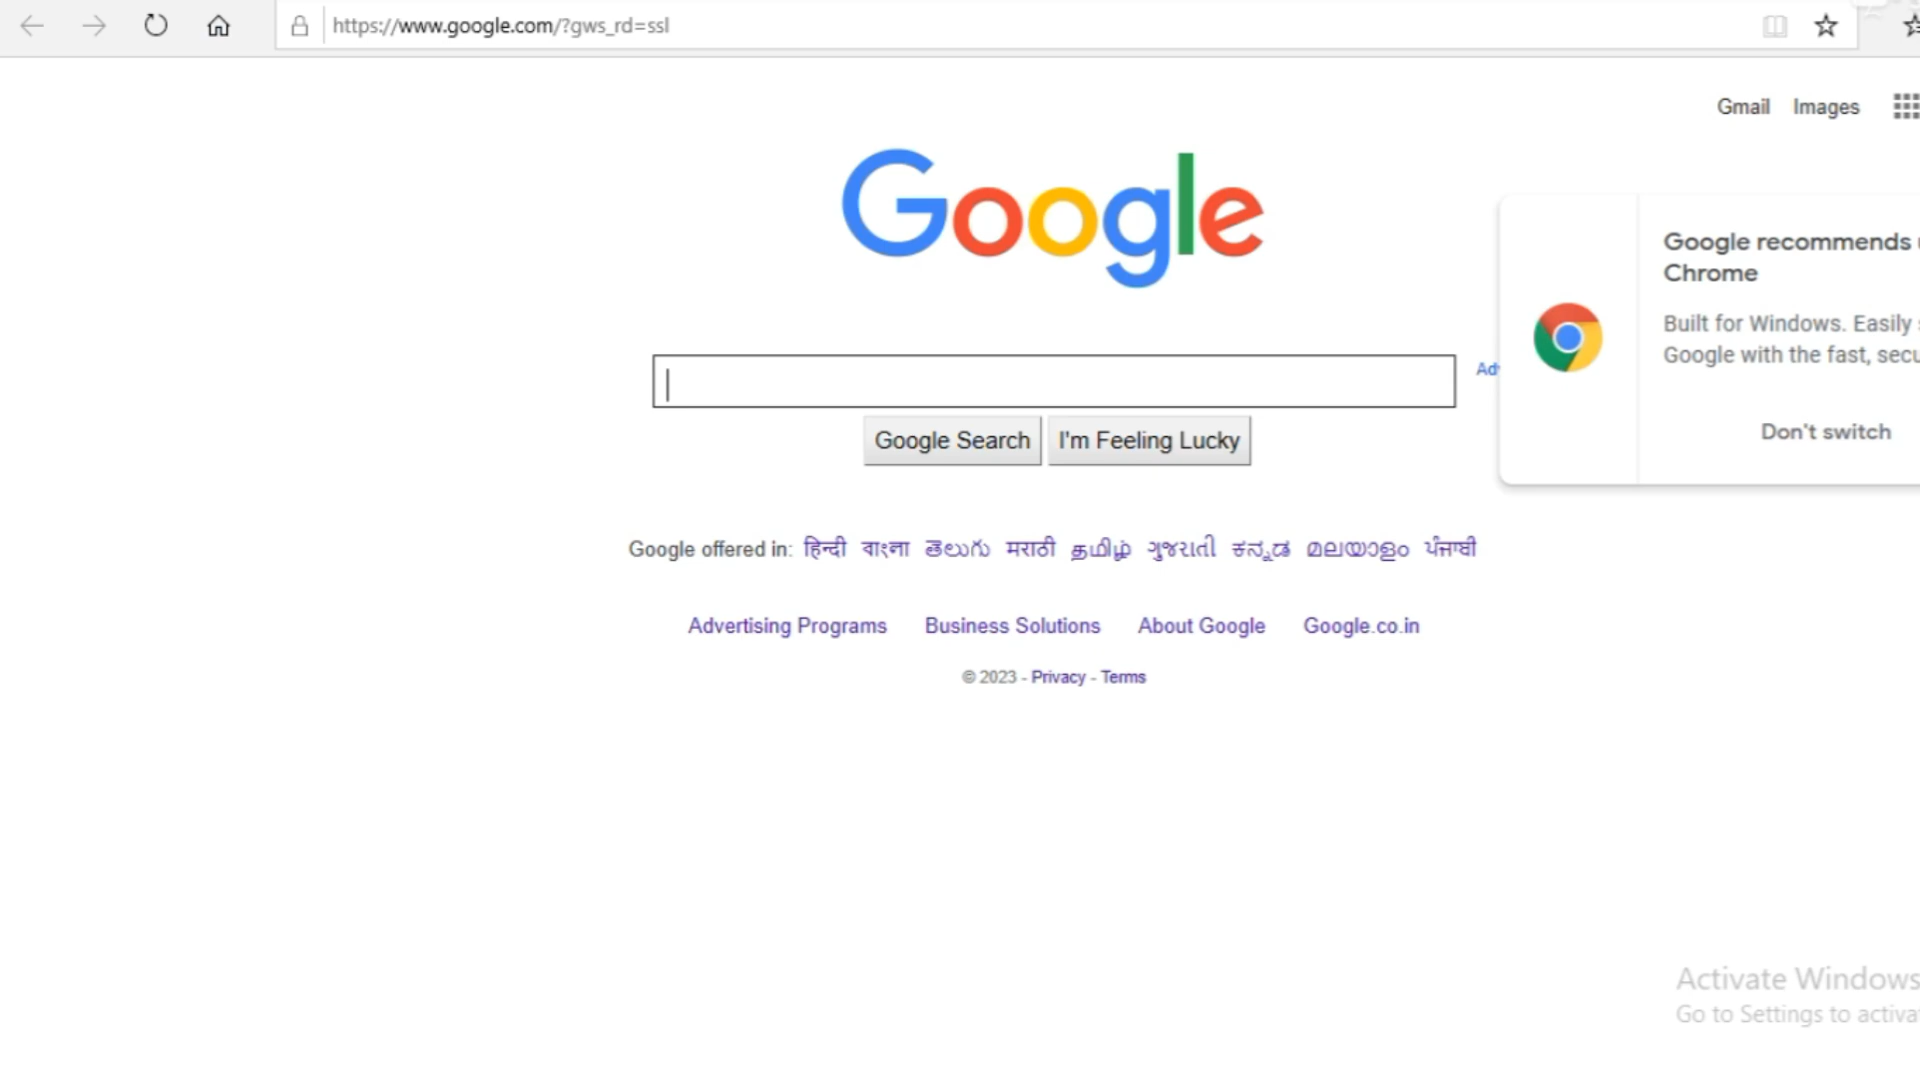 https://www.google.com/?gws_rd=ssl
Gmail Images
Google
Google recommends
Chrome
Built for Windows. Easily
Google with the fast,
Don't switch
Google Search I'm Feeling Lucky
Google offered in: हिन्दी বাংলা తెలుగు मराठी தமிழ் ગુજરાતી ಕನ್ನಡ മലയാളം ਪੰਜਾਬੀ
Advertising Programs Business Solutions About Google Google.co.in
© 2023 - Privacy - Terms
Activate Windows
Go to Settings to